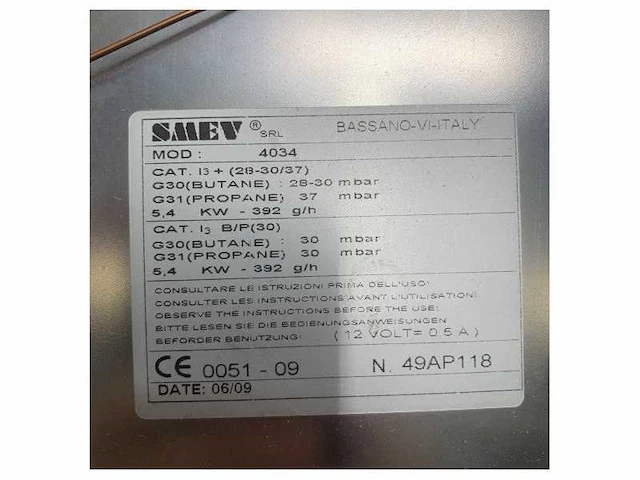 SMEV® SRL BASSANO-VI-ITALY
MOD : 4034
CAT. I3 + (28-30/37)
G30(BUTANE) : 28-30 mbar
G31(PROPANE) 37 mbar
5,4 KW - 392 g/h
CAT. I3 B/P(30)
G30(BUTANE) : 30 mbar
G31(PROPANE) 30 mbar
5,4 KW - 392 g/h
CONSULTARE LE ISTRUZIONI PRIMA DELL'USO:
CONSULTER LES INSTRUCTIONS AVANT L'UTILISATION!
OBSERVE THE INSTRUCTIONS BEFORE THE USE:
BITTE LESEN SIE DIE BEDIENUNGSANWEISUNGEN
BEFORDER BENUTZUNG: (12 VOLT= 0,5 A)
CE 0051 - 09 N. 49AP118
DATE: 06/09